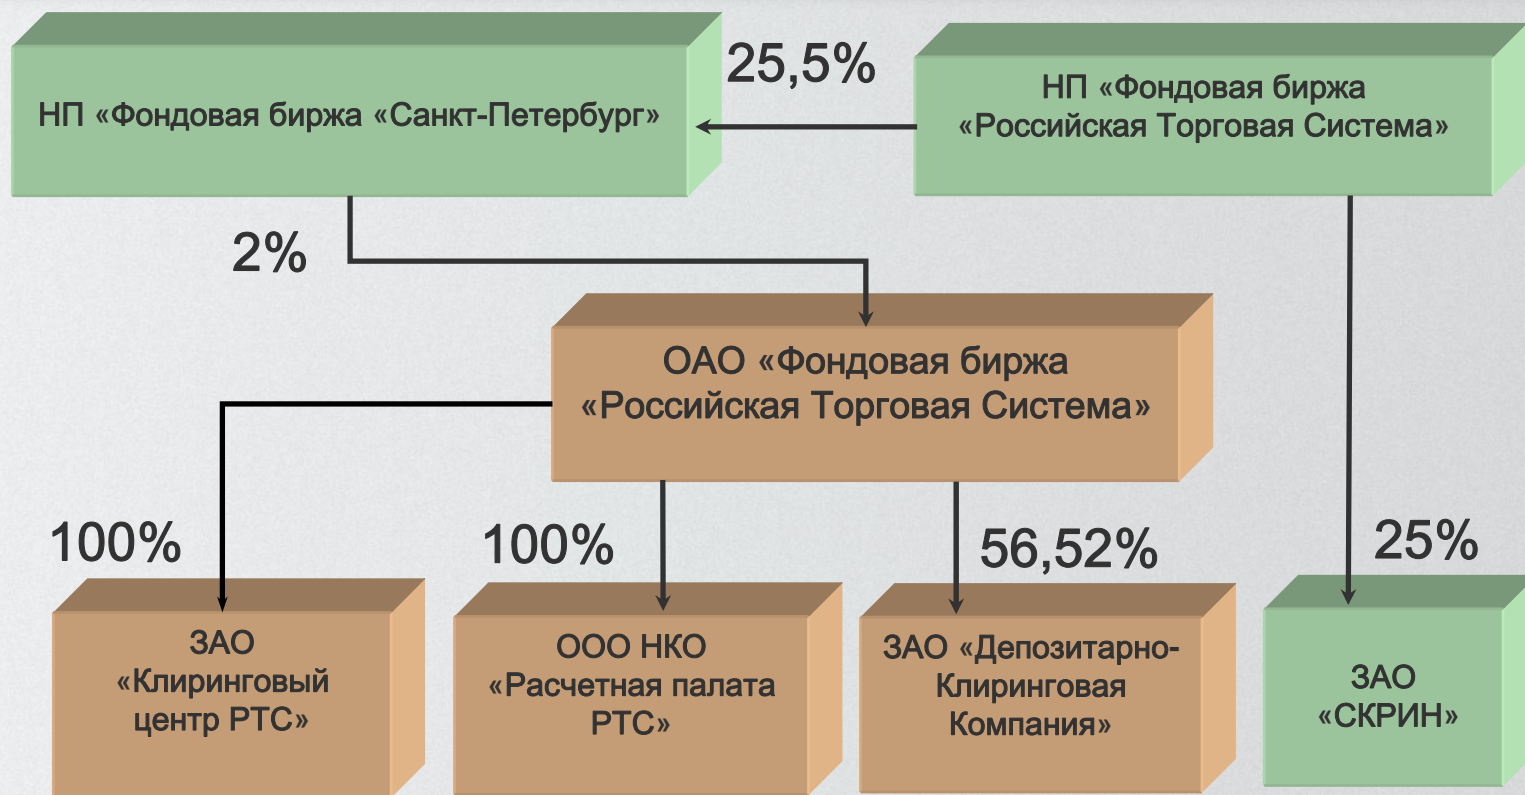 НП «Фондовая биржа «Санкт-Петербург»
25,5%
НП «Фондовая биржа
«Российская Торговая Система»
2%
ОАО «Фондовая биржа
«Российская Торговая Система»
100%
100%
56,52%
25%
ЗАО
«Клиринговый
центр РТС»
ООО НКО
«Расчетная палата
РТС»
ЗАО «Депозитарно-
Клиринговая
Компания»
ЗАО
«СКРИН»